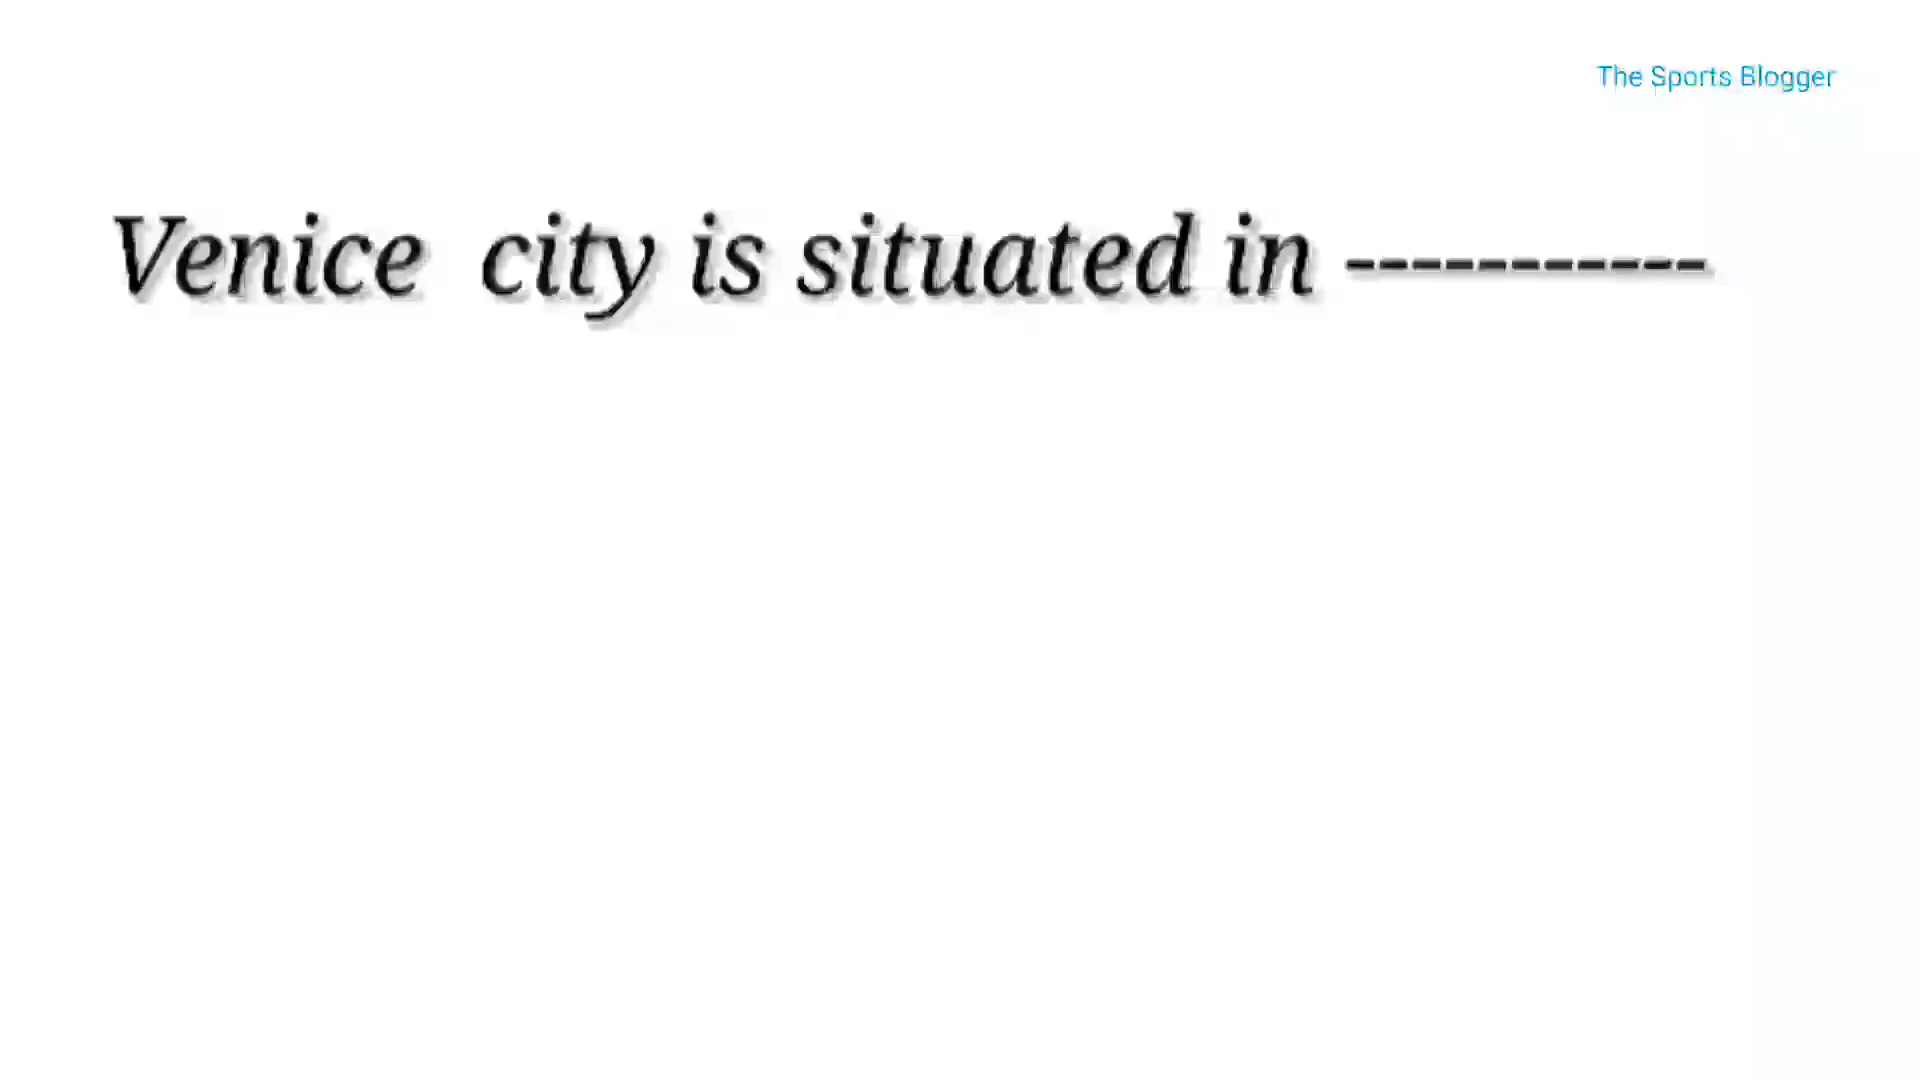 The Sports Blogger
Venice city is situated in -----------